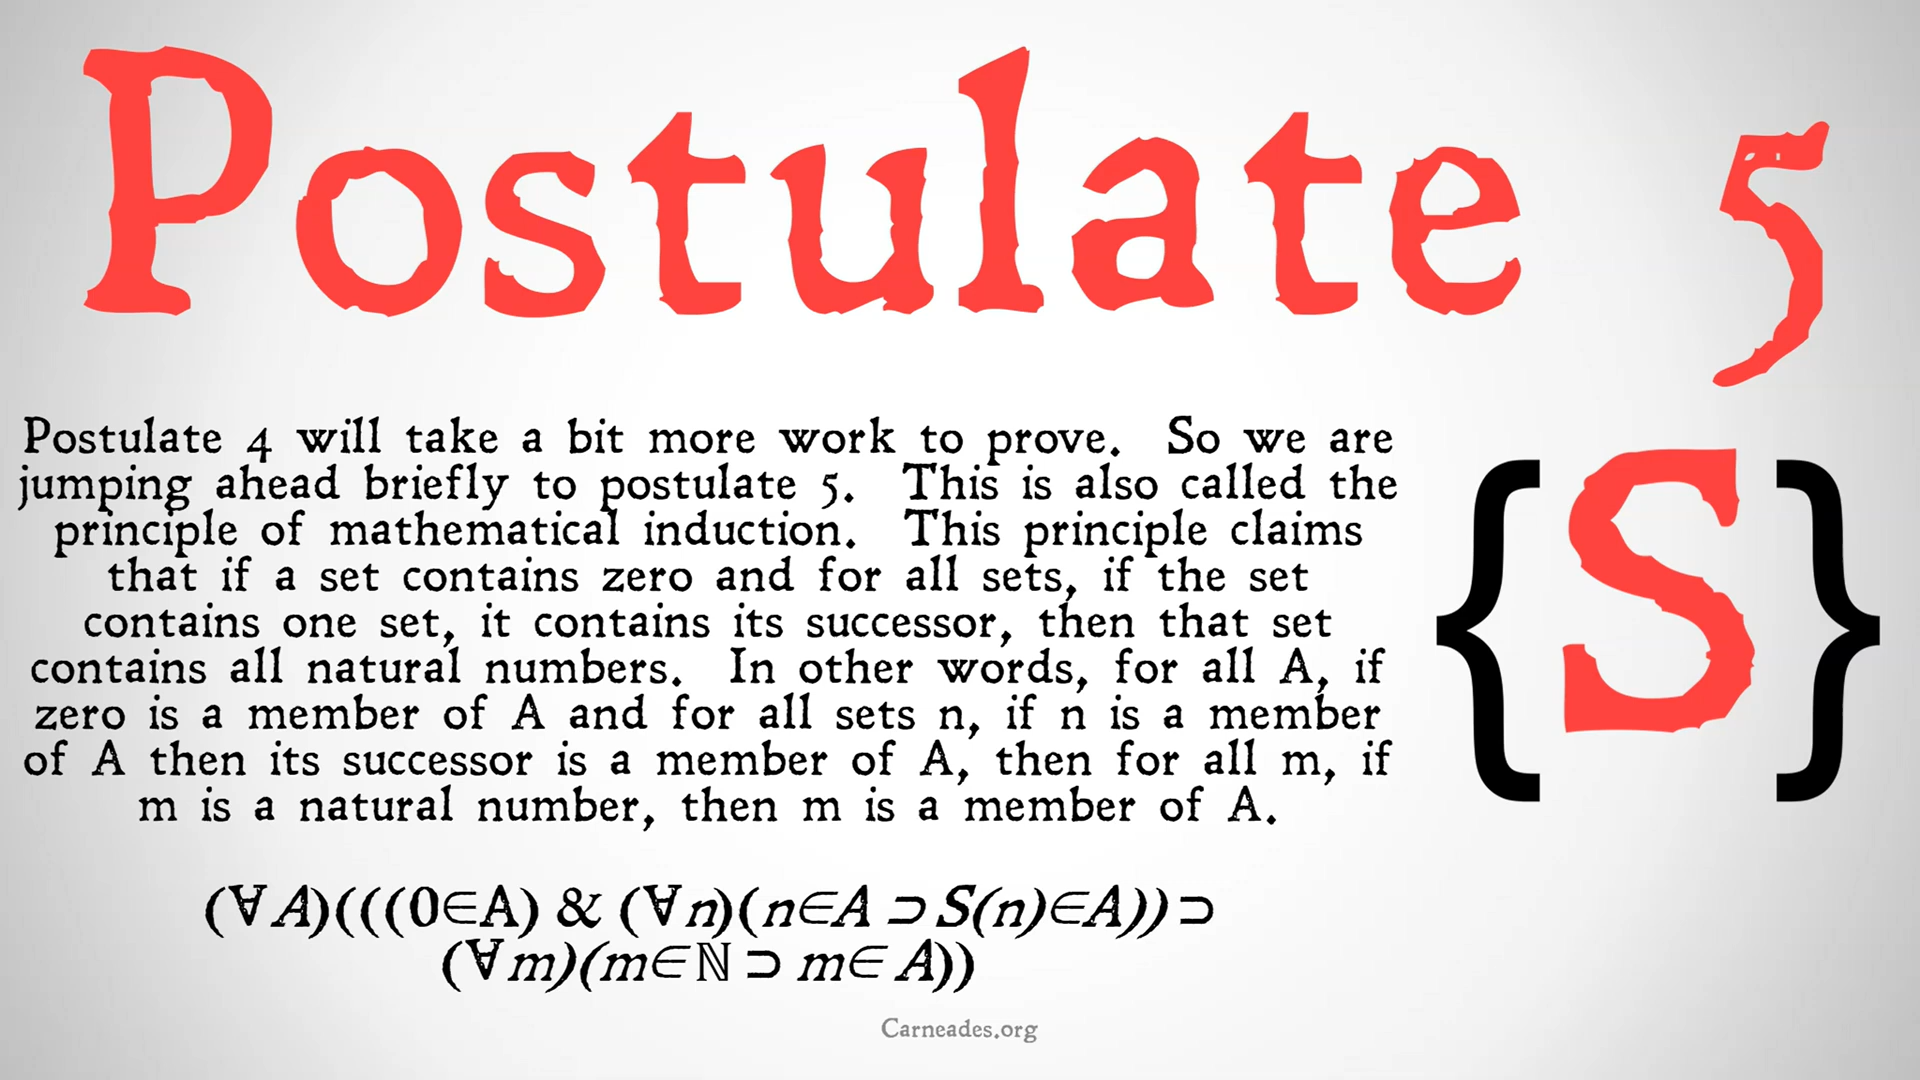 Postulate 5
Postulate 4 will take a bit more work to prove. So we are
jumping ahead briefly to postulate 5. This is also called the
principle of mathematical induction. This principle claims
that if a set contains zero and for all sets, if the set
contains one set, it contains its successor, then that set
contains all natural numbers. In other words, for all A, if
zero is a member of A and for all sets n, if n is a member
of A then its successor is a member of A, then for all m, if
m is a natural number, then m is a member of A.
{S}
(∀A)(((0∈A) & (∀n)(n∈A ⊃ S(n)∈A)) ⊃
(∀m)(m∈ℕ ⊃ m∈A))
Carneades.org